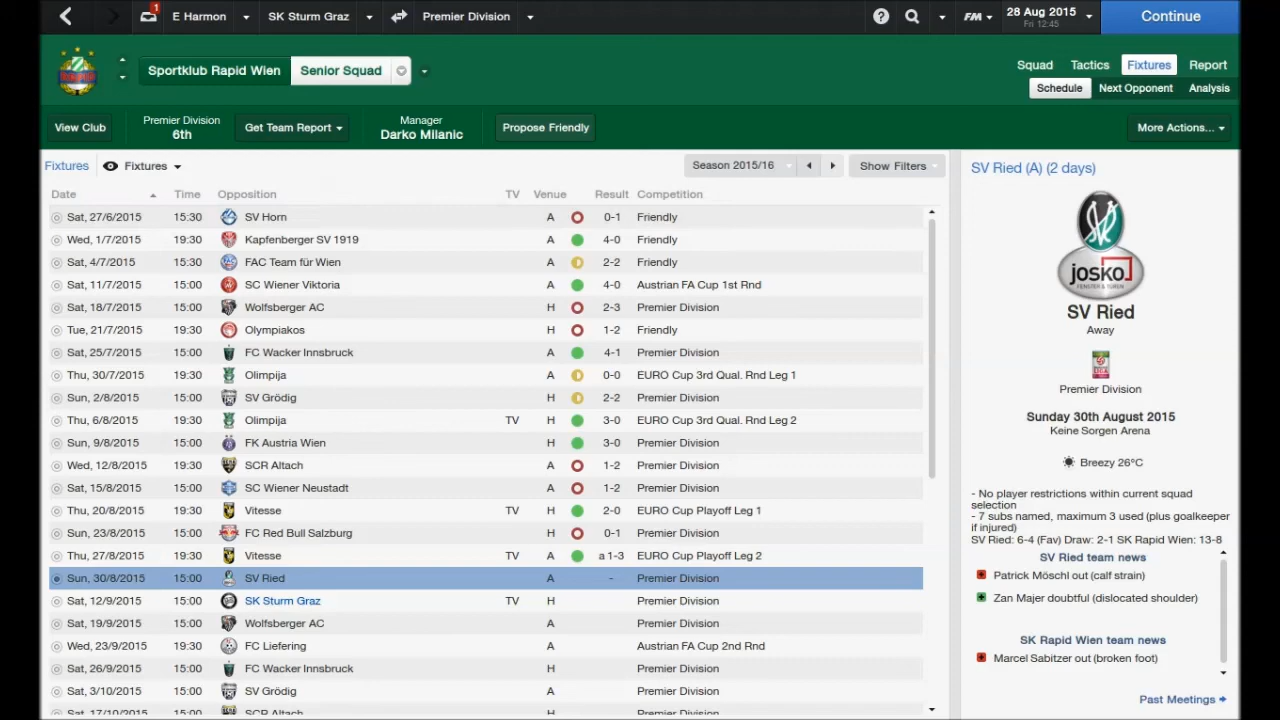 1
E Harmon
SK Sturm Graz
Premier Division
FM
28 Aug 2015
Fri 12:45
Continue
Sportklub Rapid Wien
Senior Squad
Squad
Tactics
Fixtures
Report
Schedule
Next Opponent
Analysis
View Club
Premier Division
6th
Get Team Report
Manager
Darko Milanic
Propose Friendly
More Actions...
Fixtures
Fixtures
Season 2015/16
Show Filters
Date Time Opposition TV Venue Result Competition
Sat, 27/6/2015 15:30 SV Horn A 0-1 Friendly
Wed, 1/7/2015 19:30 Kapfenberger SV 1919 A 4-0 Friendly
Sat, 4/7/2015 15:30 FAC Team für Wien A 2-2 Friendly
Sat, 11/7/2015 15:00 SC Wiener Viktoria A 4-0 Austrian FA Cup 1st Rnd
Sat, 18/7/2015 15:00 Wolfsberger AC H 2-3 Premier Division
Tue, 21/7/2015 19:30 Olympiakos H 1-2 Friendly
Sat, 25/7/2015 15:00 FC Wacker Innsbruck A 4-1 Premier Division
Thu, 30/7/2015 19:30 Olimpija A 0-0 EURO Cup 3rd Qual. Rnd Leg 1
Sun, 2/8/2015 15:00 SV Grödig H 2-2 Premier Division
Thu, 6/8/2015 19:30 Olimpija TV H 3-0 EURO Cup 3rd Qual. Rnd Leg 2
Sun, 9/8/2015 15:00 FK Austria Wien H 3-0 Premier Division
Wed, 12/8/2015 19:30 SCR Altach A 1-2 Premier Division
Sat, 15/8/2015 15:00 SC Wiener Neustadt A 1-2 Premier Division
Thu, 20/8/2015 19:30 Vitesse TV H 2-0 EURO Cup Playoff Leg 1
Sun, 23/8/2015 15:00 FC Red Bull Salzburg H 0-1 Premier Division
Thu, 27/8/2015 19:30 Vitesse TV A a 1-3 EURO Cup Playoff Leg 2
Sun, 30/8/2015 15:00 SV Ried A - Premier Division
Sat, 12/9/2015 15:00 SK Sturm Graz TV H Premier Division
Sat, 19/9/2015 15:00 Wolfsberger AC A Premier Division
Wed, 23/9/2015 19:30 FC Liefering A Austrian FA Cup 2nd Rnd
Sat, 26/9/2015 15:00 FC Wacker Innsbruck H Premier Division
Sat, 3/10/2015 15:00 SV Grödig A Premier Division
Sat, 17/10/2015 15:00 SCR Altach H Premier Division
SV Ried (A) (2 days)
josko
FENSTER & TÜREN
SV Ried
Away
Premier Division
Sunday 30th August 2015
Keine Sorgen Arena
Breezy 26°C
- No player restrictions within current squad
selection
- 7 subs named, maximum 3 used (plus goalkeeper
if injured)
SV Ried: 6-4 (Fav) Draw: 2-1 SK Rapid Wien: 13-8
SV Ried team news
Patrick Möschl out (calf strain)
Zan Majer doubtful (dislocated shoulder)
SK Rapid Wien team news
Marcel Sabitzer out (broken foot)
Past Meetings